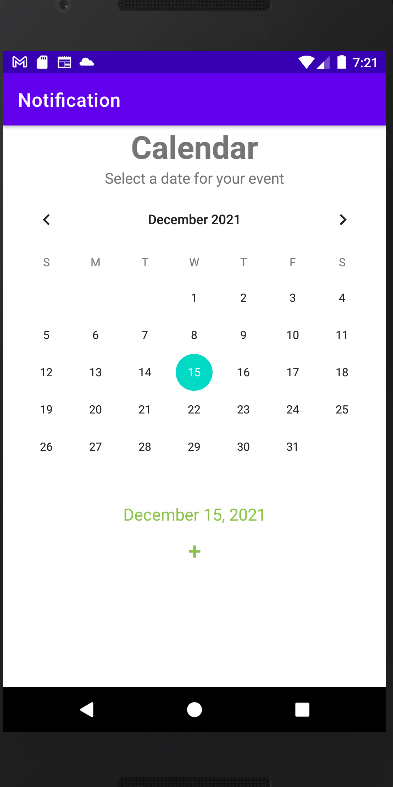 7:21
Notification
Calendar
Select a date for your event
December 2021
S M T W T F S
1 2 3 4
5 6 7 8 9 10 11
12 13 14 15 16 17 18
19 20 21 22 23 24 25
26 27 28 29 30 31
December 15, 2021
+